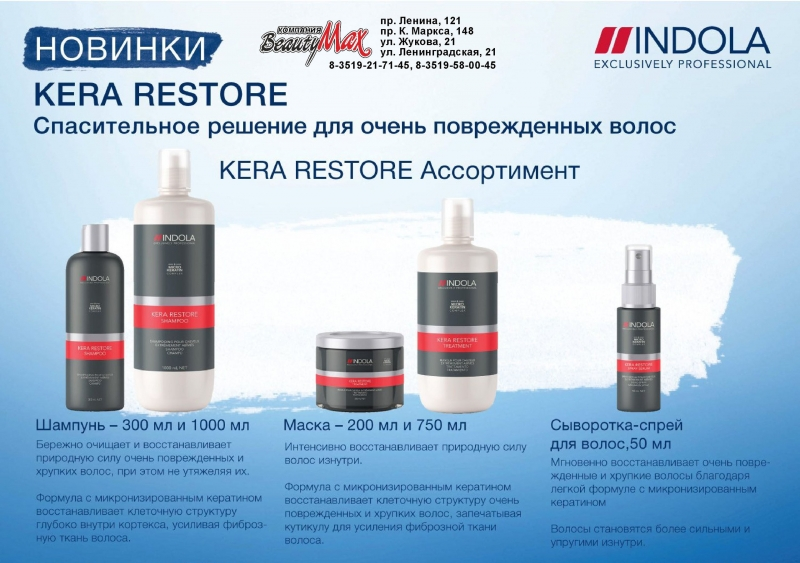 НОВИНКИ
КОМПАНИЯ
BeautyMax
пр. Ленина, 121
пр. К. Маркса, 148
ул. Жукова, 21
ул. Ленинградская, 21
8-3519-21-71-45, 8-3519-58-00-45
INDOLA
EXCLUSIVELY PROFESSIONAL
KERA RESTORE
Спасительное решение для очень поврежденных волос
KERA RESTORE Ассортимент
INDOLA
KERA RESTORE
SHAMPOO
INDOLA
KERA RESTORE
SHAMPOO
1000 ML NET
KERA RESTORE
INDOLA
KERA RESTORE
TREATMENT
INDOLA
KERA RESTORE
Шампунь – 300 мл и 1000 мл
Бережно очищает и восстанавливает
природную силу очень поврежденных и
хрупких волос, при этом не утяжеляя их.
Формула с микронизированным кератином
восстанавливает клеточную структуру
глубоко внутри кортекса, усиливая фиброз-
ную ткань волоса.
Маска – 200 мл и 750 мл
Интенсивно восстанавливает природную силу
волос изнутри.
Формула с микронизированным кератином
восстанавливает клеточную структуру очень
поврежденных и хрупких волос, запечатывая
кутикулу для усиления фиброзной ткани
волоса.
Сыворотка-спрей
для волос,50 мл
Мгновенно восстанавливает очень повре-
жденные и хрупкие волосы благодаря
легкой формуле с микронизированным
кератином
Волосы становятся более сильными и
упругими изнутри.